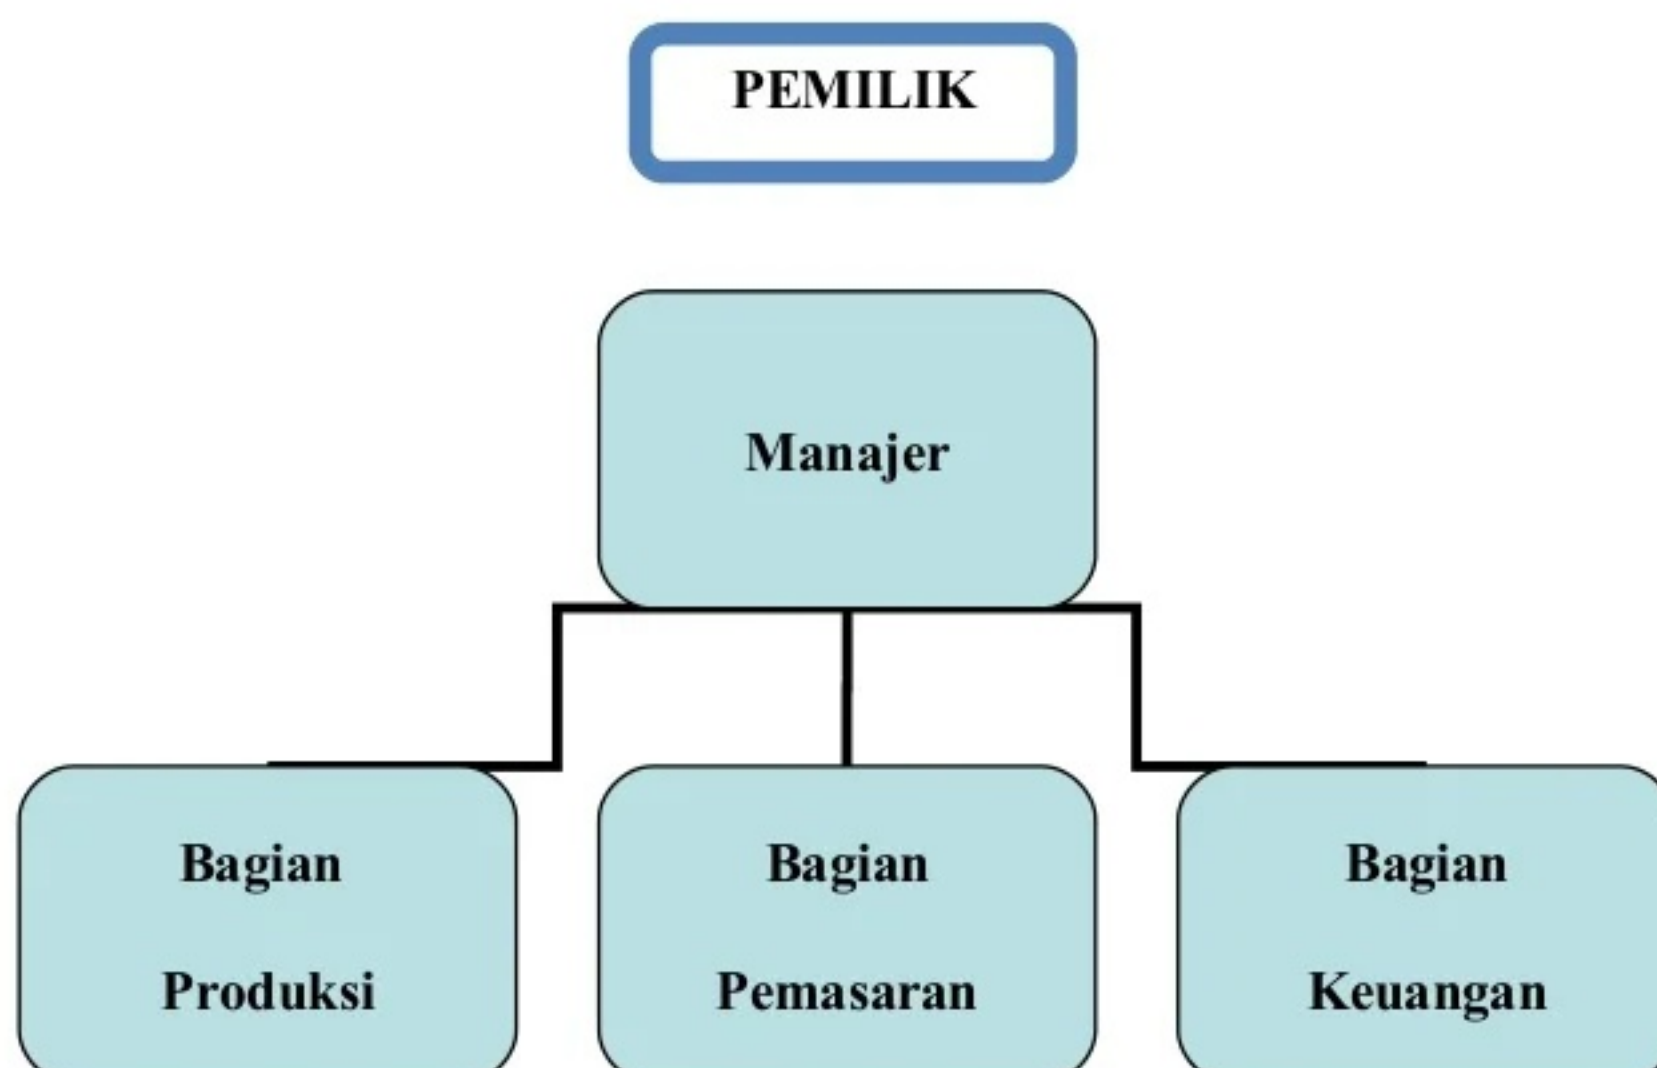 PEMILIK
Manajer
Bagian
Produksi
Bagian
Pemasaran
Bagian
Keuangan